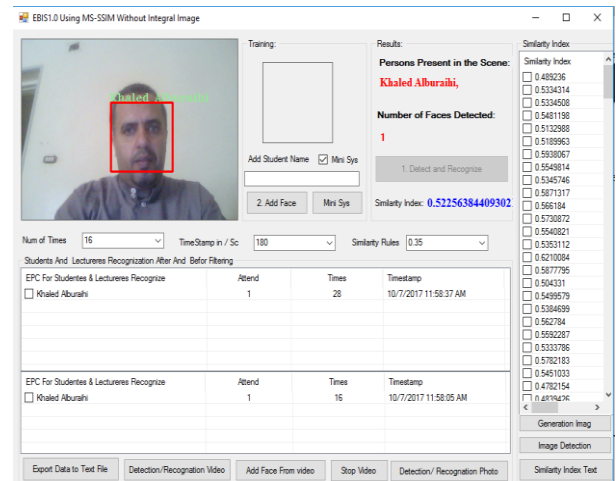 EBIS1.0 Using MS-SSIM Without Integral Image
Khaled Alburaihi
Training:
Add Student Name
Mini Sys
2. Add Face
Mini Sys
Results:
Persons Present in the Scene:
Khaled Alburaihi,
Number of Faces Detected:
1
1. Detect and Recognize
Similarity Index: 0.52256384409302
Num of Times 16
TimeStamp in / Sc 180
Similarity Rules 0.35
Students And Lectureres Recognization After And Befor Filtering
EPC For Studentes & Lectureres Recognize Attend Times Timestamp
Khaled Alburaihi 1 28 10/7/2017 11:58:37 AM
EPC For Studentes & Lectureres Recognize Attend Times Timestamp
Khaled Alburaihi 1 16 10/7/2017 11:58:05 AM
Export Data to Text File
Detection/Recognation Video
Add Face From video
Stop Video
Detection/ Recognation Photo
Similarity Index
Similarity Index
0.489236
0.5334314
0.5334508
0.5481198
0.5132988
0.5189963
0.5938067
0.5549814
0.5345746
0.5871317
0.566184
0.5730872
0.5540821
0.5353112
0.6210084
0.5877795
0.504331
0.5499579
0.5384699
0.562784
0.5592287
0.5333786
0.5782183
0.5451033
0.4782154
0.4839426
Generation Imag
Image Detection
Similarity Index Text